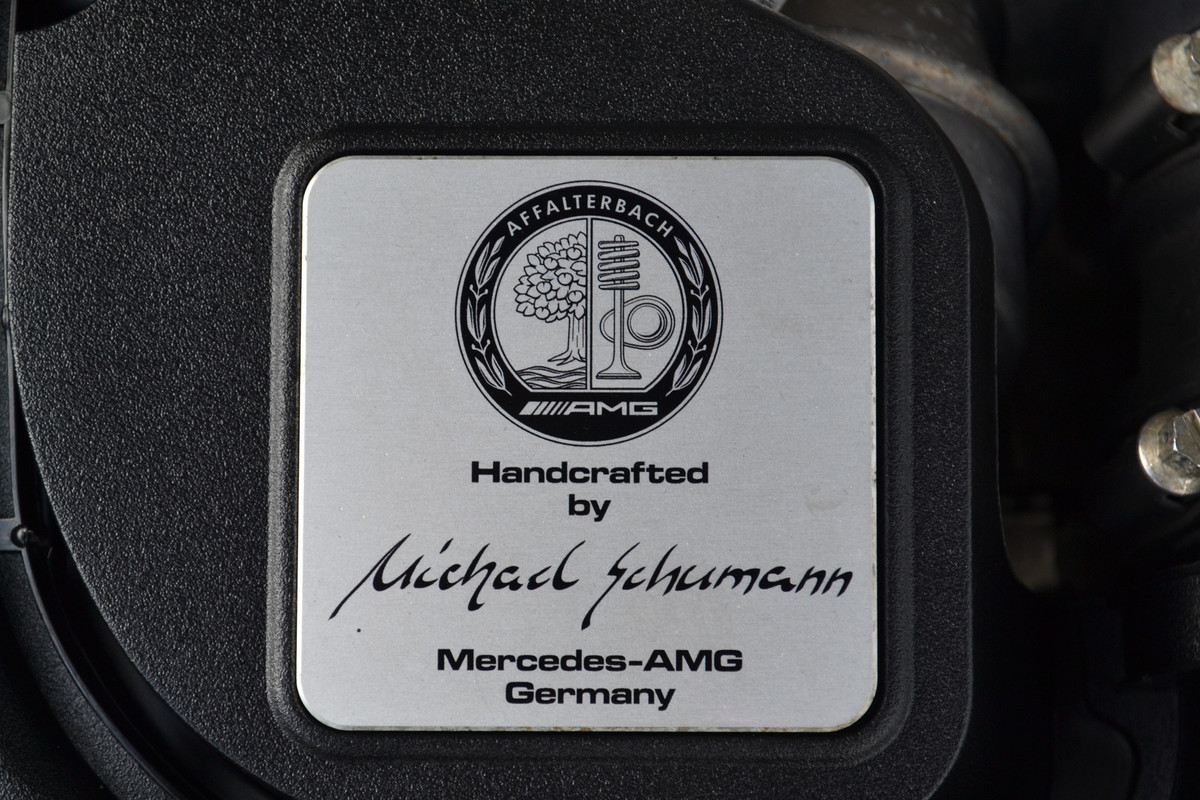 AFFALTERBACH
AMG
Handcrafted
by
Michael Schumann
Mercedes-AMG
Germany